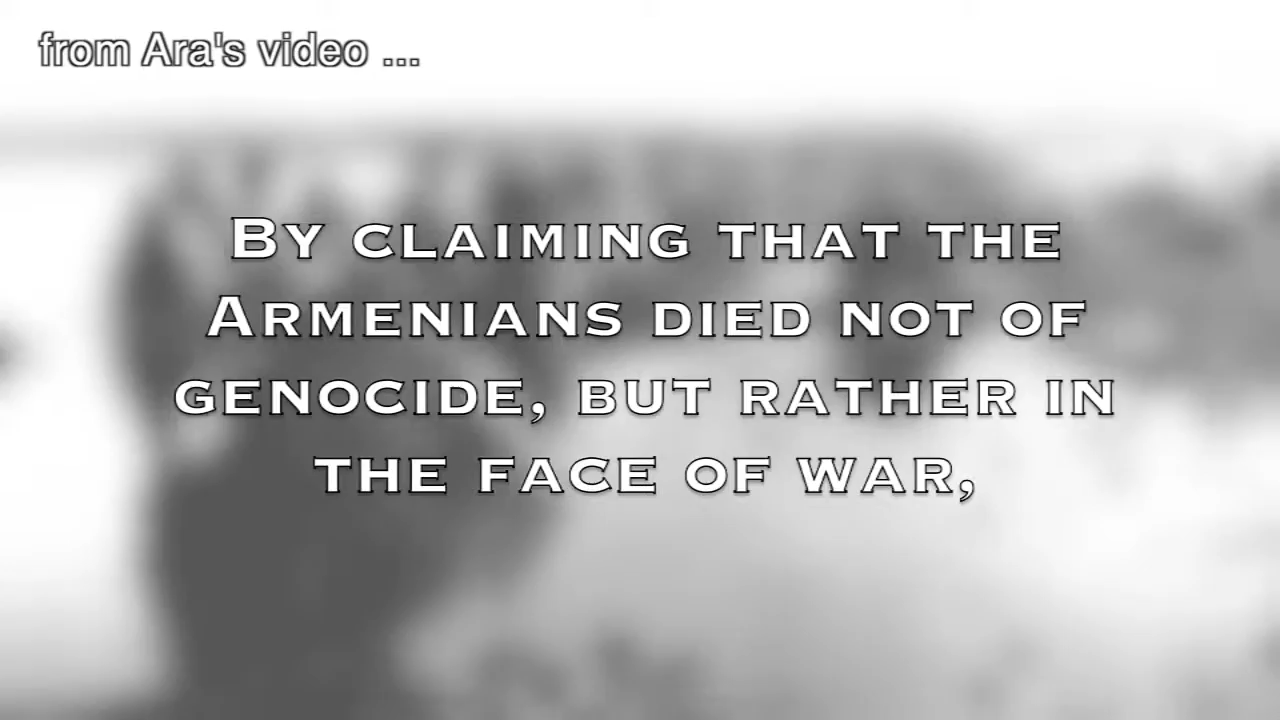 from Ara's video ...
By claiming that the
Armenians died not of
genocide, but rather in
the face of war,